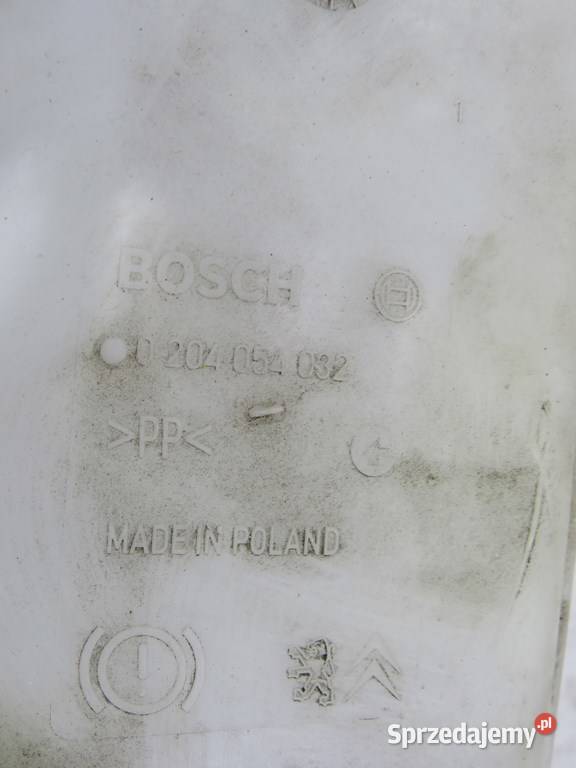 BOSCH
0 204 054 032
>PP<
MADE IN POLAND
!
Sprzedajemy.pl